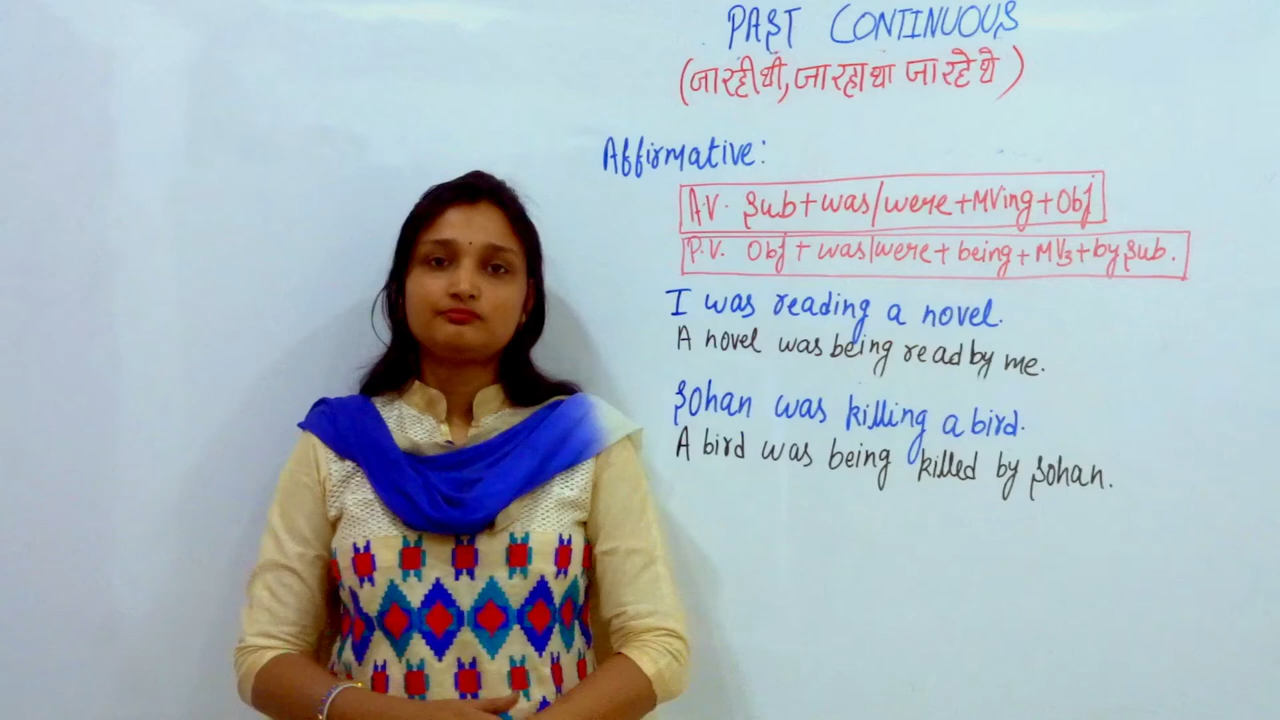 PAST CONTINUOUS
(जा रही थी, जा रहा था जा रहे थे)
Affirmative:
A.V. Sub + was/were + MVing + Obj
P.V. Obj + was/were + being + MV3 + by Sub.
I was reading a novel.
A novel was being read by me.
Sohan was killing a bird.
A bird was being killed by Sohan.